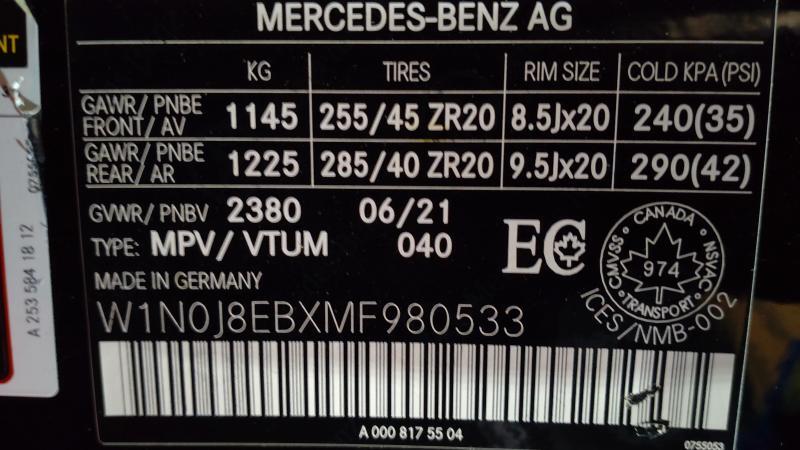 MERCEDES-BENZ AG
KG TIRES RIM SIZE COLD KPA (PSI)
GAWR/ PNBE FRONT/ AV 1145 255/45 ZR20 8.5Jx20 240(35)
GAWR/ PNBE REAR/ AR 1225 285/40 ZR20 9.5Jx20 290(42)
GVWR/ PNBV 2380 06/21
TYPE: MPV/ VTUM 040
EC
CANADA
CMVSS NSVAC
974
TRANSPORT
ICES/NMB-002
MADE IN GERMANY
W1N0J8EBXMF980533
A 000 817 55 04
0755053
NT
A 253 584 18 12